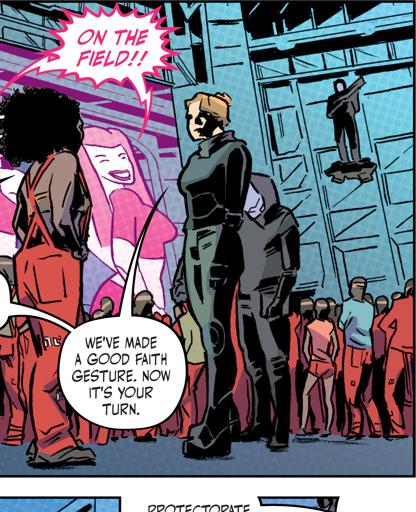 ON THE
FIELD!!
WE'VE MADE
A GOOD FAITH
GESTURE. NOW
IT'S YOUR
TURN.
PROTECTORATE